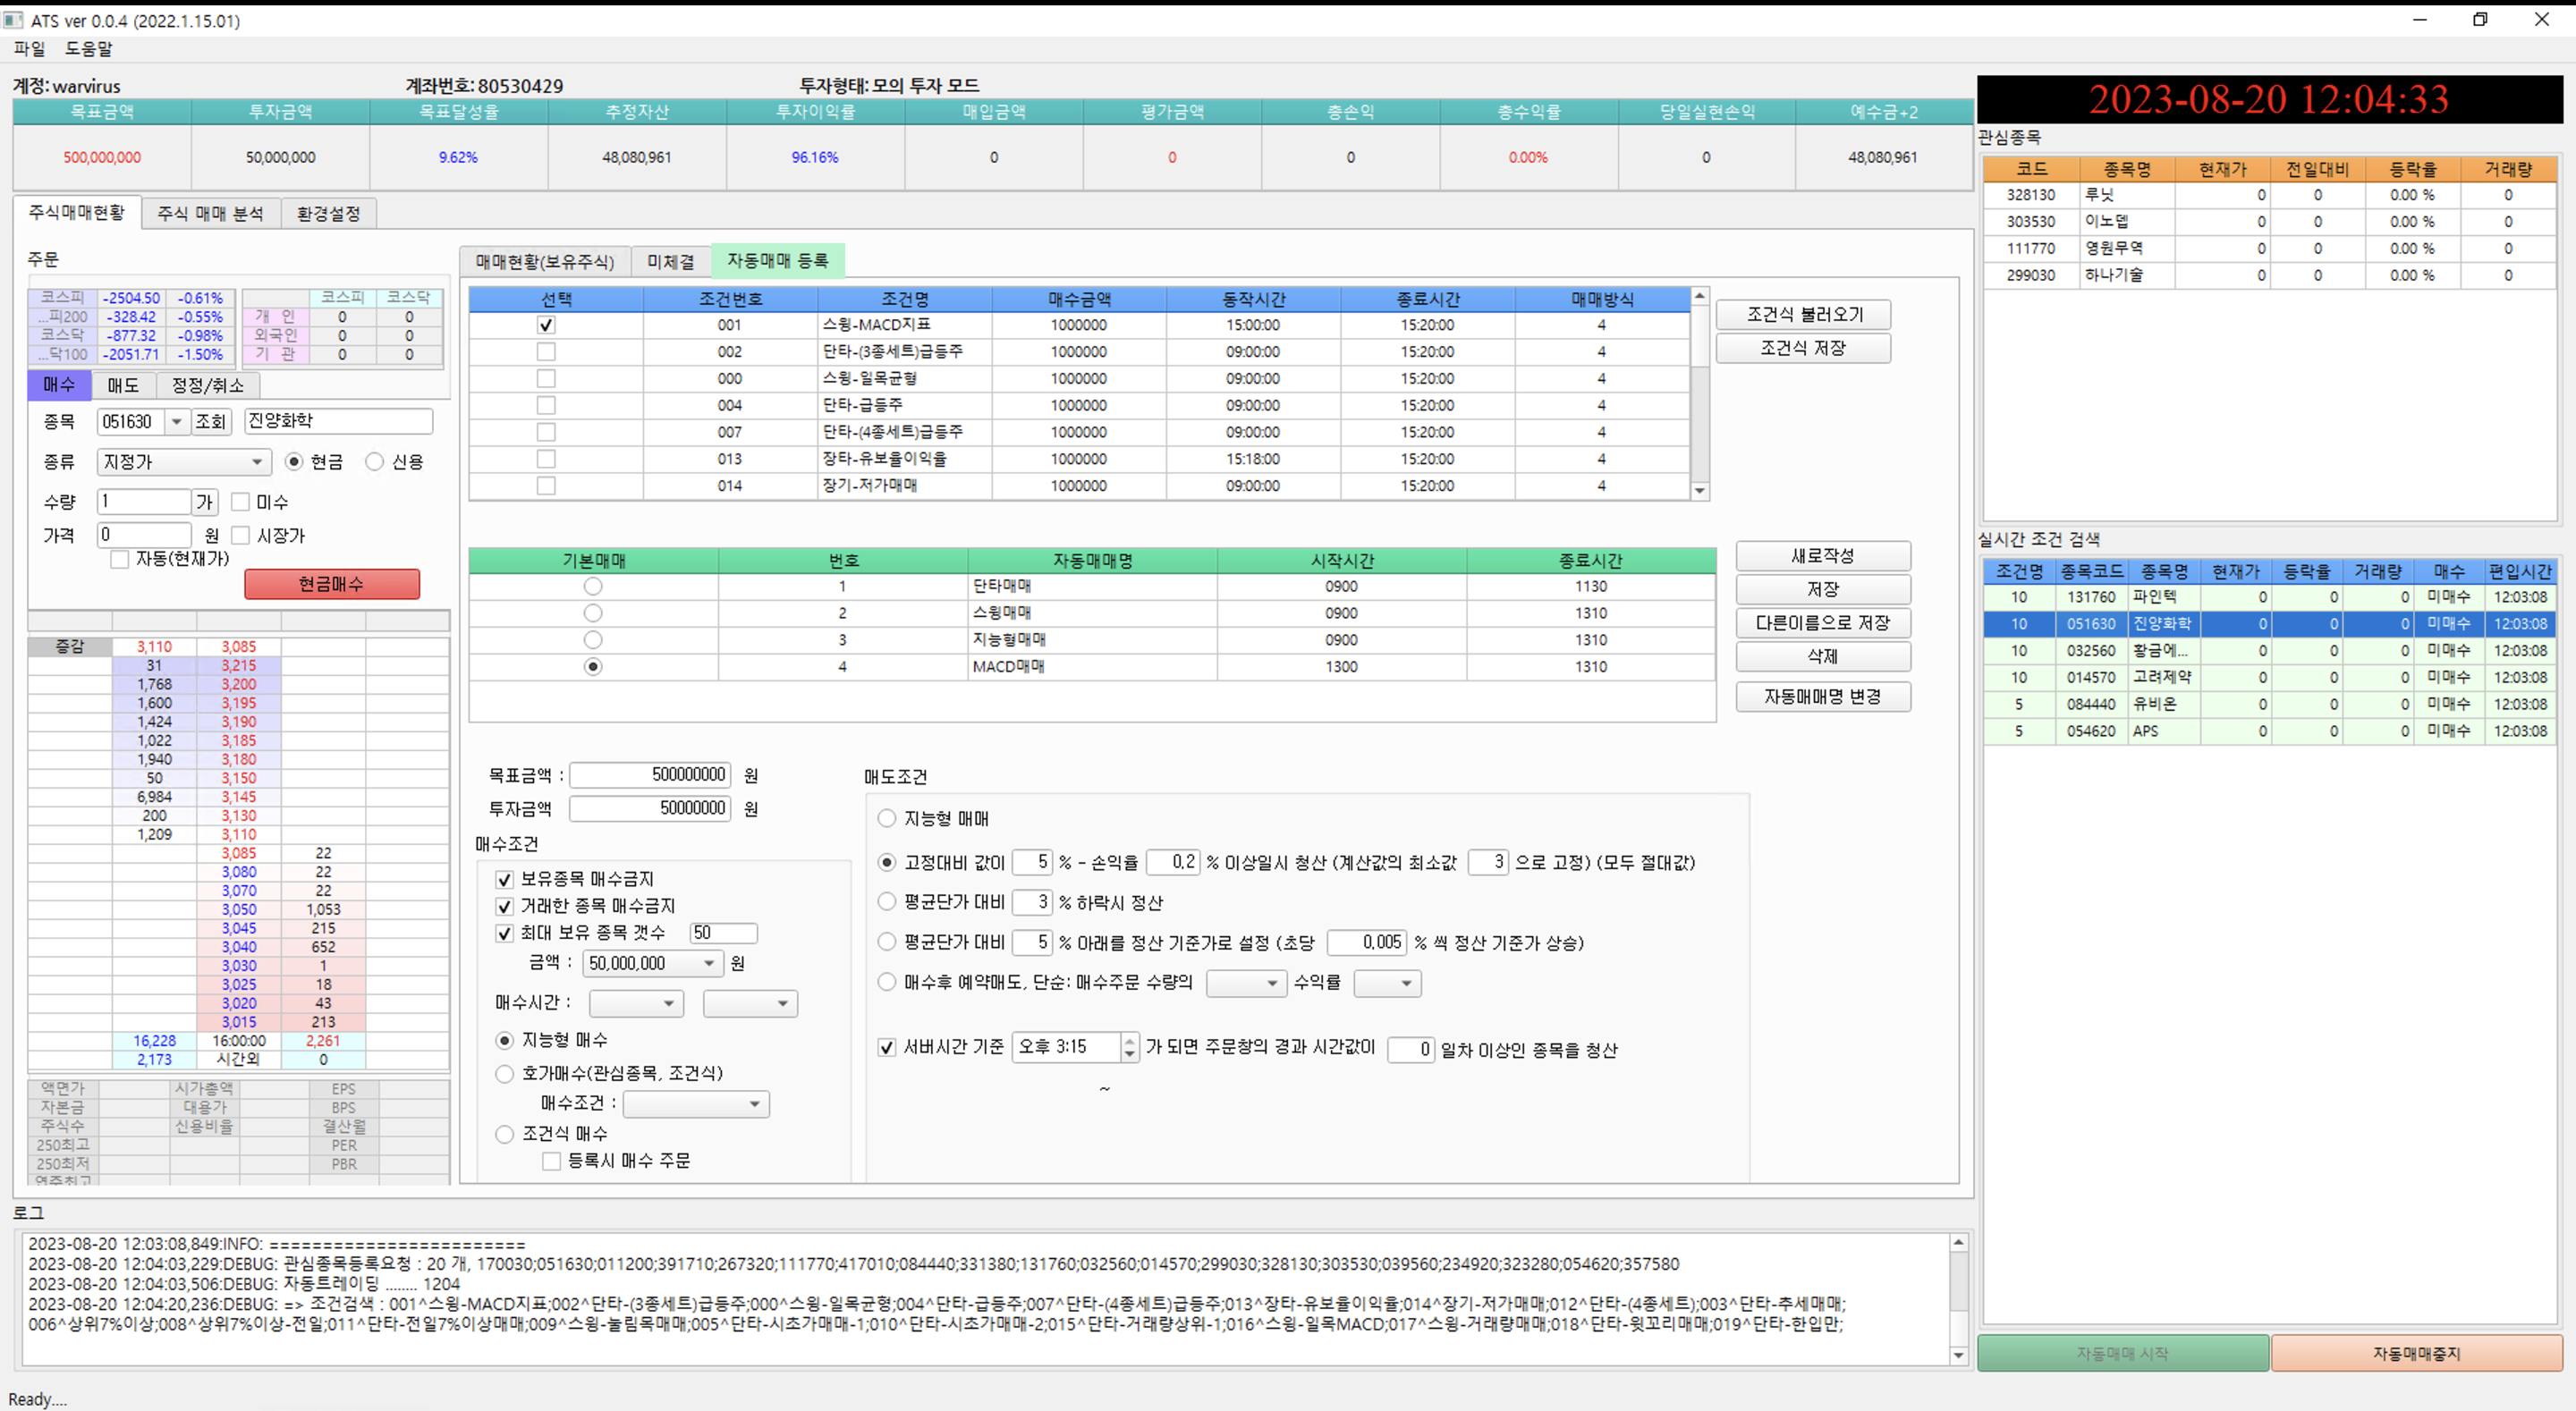 ATS ver 0.0.4 (2022.1.15.01)
파일 도움말
계정: warvirus 계좌번호: 80530429 투자형태: 모의 투자 모드
목표금액 투자금액 목표달성율 추정자산 투자이익률 매입금액 평가금액 총손익 총수익률 당일실현손익 예수금+2
500,000,000 50,000,000 9.62% 48,080,961 96.16% 0 0 0 0.00% 0 48,080,961
주식매매현황 주식 매매 분석 환경설정
주문
코스피 -2504.50 -0.61%
...피200 -328.42 -0.55%
코스닥 -877.32 -0.98%
...닥100 -2051.71 -1.50%
코스피 코스닥
개 인 0 0
외국인 0 0
기 관 0 0
매수 매도 정정/취소
종목 051630 조회 진양화학
종류 지정가 현금 신용
수량 1 가 미수
가격 0 원 시장가
자동(현재가)
현금매수
증감 3,110 3,085
31 3,215
1,768 3,200
1,600 3,195
1,424 3,190
1,022 3,185
1,940 3,180
50 3,150
6,984 3,145
200 3,130
1,209 3,110
3,085 22
3,080 22
3,070 22
3,050 1,053
3,045 215
3,040 652
3,030 1
3,025 18
3,020 43
3,015 213
16,228 16:00:00 2,261
2,173 시간외 0
액면가 시가총액 EPS
자본금 대용가 BPS
주식수 신용비율 결산월
250최고 PER
250최저 PBR
연중최고
매매현황(보유주식) 미체결 자동매매 등록
선택 조건번호 조건명 매수금액 동작시간 종료시간 매매방식
001 스윙-MACD지표 1000000 15:00:00 15:20:00 4
002 단타-(3종세트)급등주 1000000 09:00:00 15:20:00 4
000 스윙-일목균형 1000000 09:00:00 15:20:00 4
004 단타-급등주 1000000 09:00:00 15:20:00 4
007 단타-(4종세트)급등주 1000000 09:00:00 15:20:00 4
013 장타-유보율이익율 1000000 15:18:00 15:20:00 4
014 장기-저가매매 1000000 09:00:00 15:20:00 4
조건식 불러오기
조건식 저장
기본매매 번호 자동매매명 시작시간 종료시간
1 단타매매 0900 1130
2 스윙매매 0900 1310
3 지능형매매 0900 1310
4 MACD매매 1300 1310
새로작성
저장
다른이름으로 저장
삭제
자동매매명 변경
목표금액 : 500000000 원
투자금액 50000000 원
매수조건
보유종목 매수금지
거래한 종목 매수금지
최대 보유 종목 갯수 50
금액 : 50,000,000 원
매수시간 :
지능형 매수
호가매수(관심종목, 조건식)
매수조건 :
조건식 매수
등록시 매수 주문
매도조건
지능형 매매
고정대비 값이 5 % - 손익율 0.2 % 이상일시 청산 (계산값의 최소값 3 으로 고정) (모두 절대값)
평균단가 대비 3 % 하락시 정산
평균단가 대비 5 % 아래를 정산 기준가로 설정 (초당 0.005 % 씩 정산 기준가 상승)
매수후 예약매도, 단순: 매수주문 수량의 수익률
서버시간 기준 오후 3:15 가 되면 주문창의 경과 시간값이 0 일차 이상인 종목을 청산
~
2023-08-20 12:04:33
관심종목
코드 종목명 현재가 전일대비 등락율 거래량
328130 루닛 0 0 0.00 % 0
303530 이노뎁 0 0 0.00 % 0
111770 영원무역 0 0 0.00 % 0
299030 하나기술 0 0 0.00 % 0
실시간 조건 검색
조건명 종목코드 종목명 현재가 등락율 거래량 매수 편입시간
10 131760 파인텍 0 0 0 미매수 12:03:08
10 051630 진양화학 0 0 0 미매수 12:03:08
10 032560 황금에... 0 0 0 미매수 12:03:08
10 014570 고려제약 0 0 0 미매수 12:03:08
5 084440 유비온 0 0 0 미매수 12:03:08
5 054620 APS 0 0 0 미매수 12:03:08
로그
2023-08-20 12:03:08,849:INFO: ========================
2023-08-20 12:04:03,229:DEBUG: 관심종목등록요청 : 20 개, 170030;051630;011200;391710;267320;111770;417010;084440;331380;131760;032560;014570;299030;328130;303530;039560;234920;323280;054620;357580
2023-08-20 12:04:03,506:DEBUG: 자동트레이딩 ........ 1204
2023-08-20 12:04:20,236:DEBUG: => 조건검색 : 001^스윙-MACD지표;002^단타-(3종세트)급등주;000^스윙-일목균형;004^단타-급등주;007^단타-(4종세트)급등주;013^장타-유보율이익율;014^장기-저가매매;012^단타-(4종세트);003^단타-추세매매;
006^상위7%이상;008^상위7%이상-전일;011^단타-전일7%이상매매;009^스윙-눌림목매매;005^단타-시초가매매-1;010^단타-시초가매매-2;015^단타-거래량상위-1;016^스윙-일목MACD;017^스윙-거래량매매;018^단타-윗꼬리매매;019^단타-한입만;
자동매매 시작 자동매매중지
Ready....